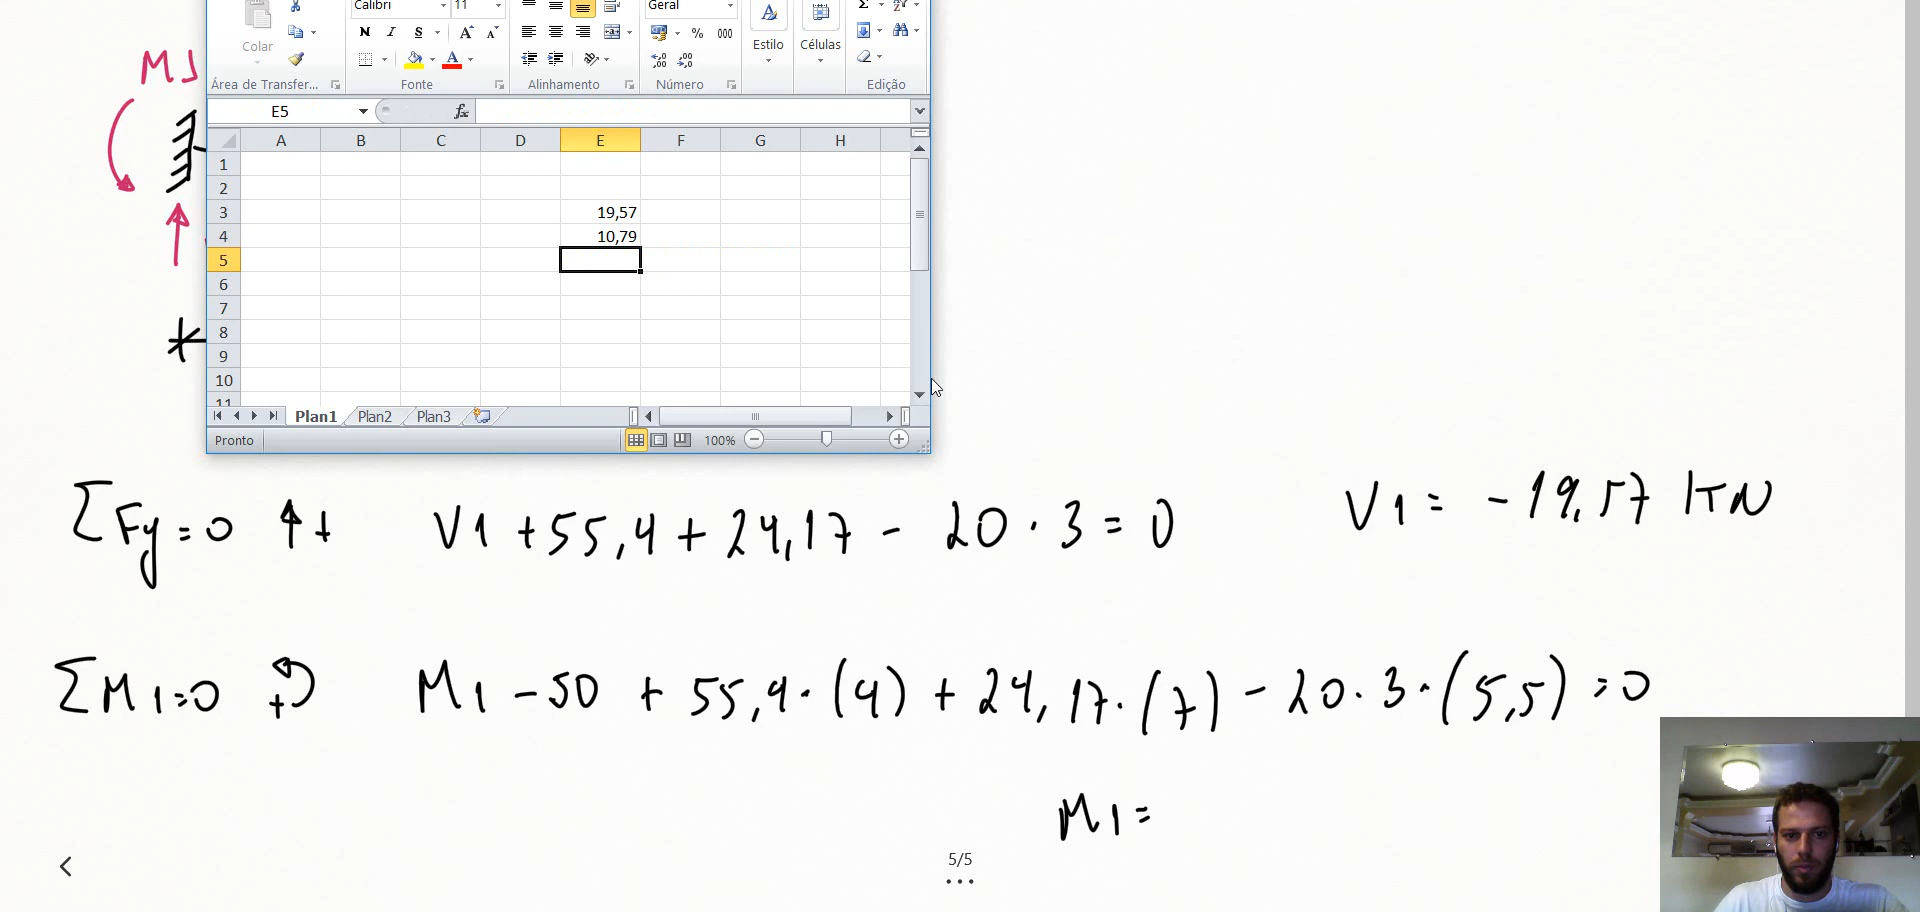 Calibri 11 Geral
Colar N I S A A % 000 Estilo Células
Área de Transfer... Fonte Alinhamento Número Edição
M1
E5 fx
A B C D E F G H
1
2
3 19,57
4 10,79
5
6
7
8
9
10
11
Plan1 Plan2 Plan3
Pronto 100%
ΣFy=0 ↑+ V1 +55,4 + 24,17 - 20 · 3 = 0 V1 = -19,57 KN
ΣM1=0 + M1 -50 + 55,4·(4) + 24,17·(7) - 20·3·(5,5) =0
M1 =
5/5